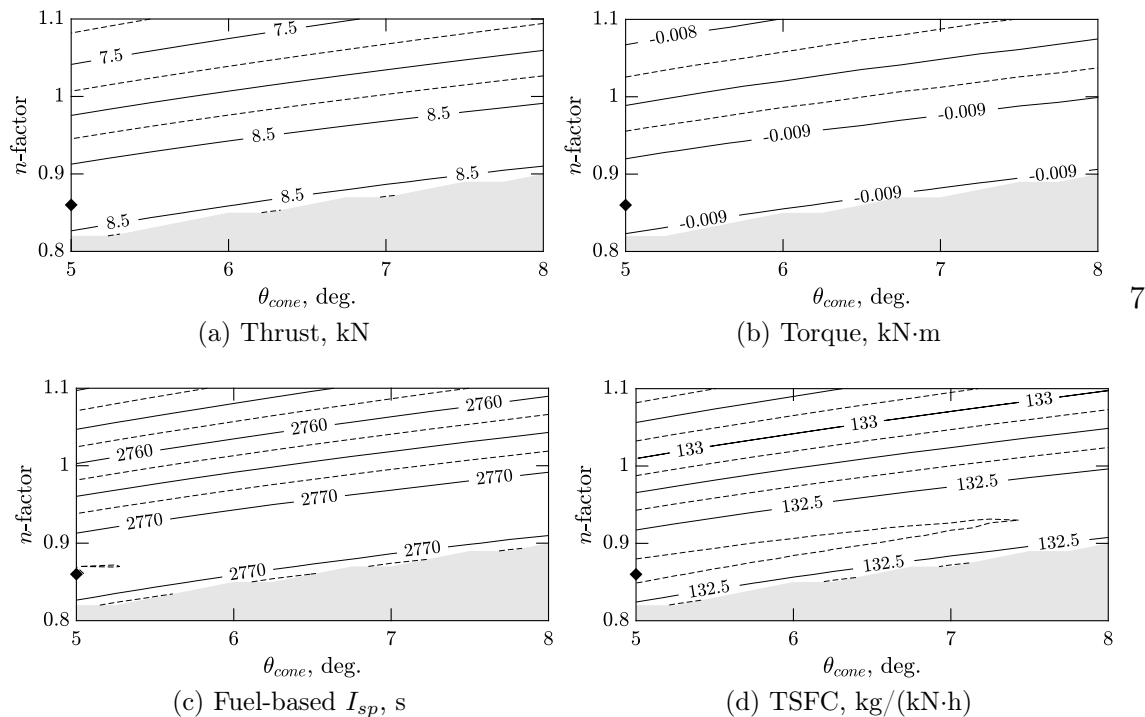 1.1
1
0.9
0.8
n-factor
7.5
8.5
8.5
8.5
8.5
5 6 7 8
θcone, deg.
(a) Thrust, kN
1.1
1
0.9
0.8
n-factor
-0.008
-0.009
-0.009
-0.009
-0.009
5 6 7 8
θcone, deg.
(b) Torque, kN·m
7
1.1
1
0.9
0.8
n-factor
2760
2760
2760
2770
2770
2770
2770
2770
5 6 7 8
θcone, deg.
(c) Fuel-based Isp, s
1.1
1
0.9
0.8
n-factor
133
133
133
132.5
132.5
132.5
132.5
132.5
5 6 7 8
θcone, deg.
(d) TSFC, kg/(kN·h)